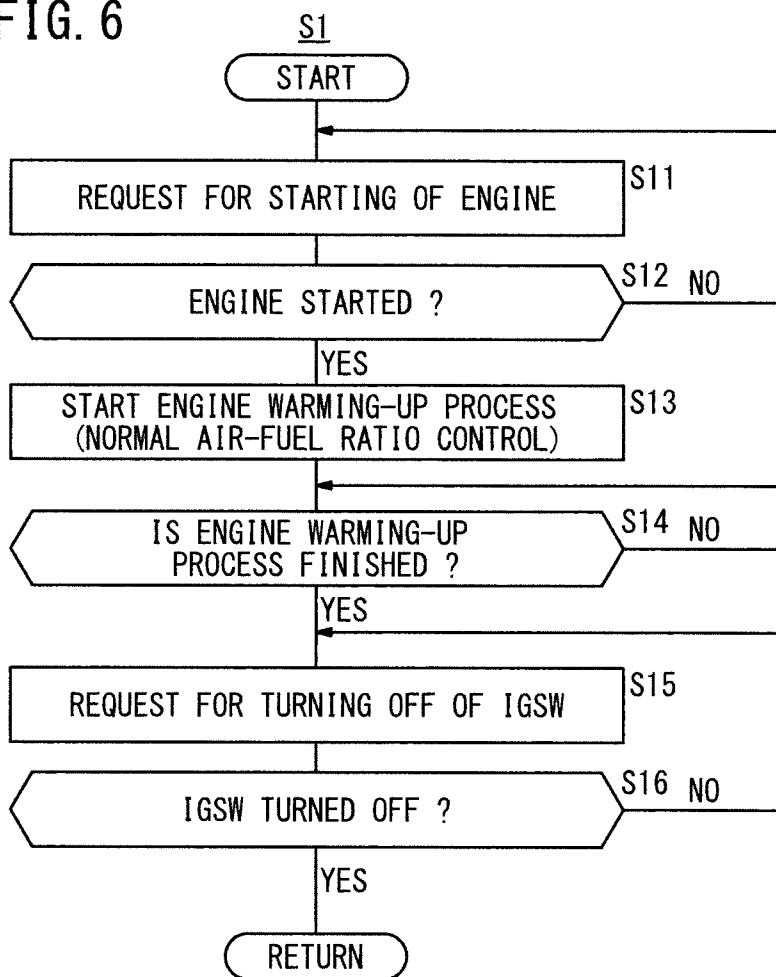 FIG. 6
S1
START
REQUEST FOR STARTING OF ENGINE
S11
ENGINE STARTED ?
S12 NO
YES
START ENGINE WARMING-UP PROCESS
(NORMAL AIR-FUEL RATIO CONTROL)
S13
IS ENGINE WARMING-UP
PROCESS FINISHED ?
S14 NO
YES
REQUEST FOR TURNING OFF OF IGSW
S15
IGSW TURNED OFF ?
S16 NO
YES
RETURN